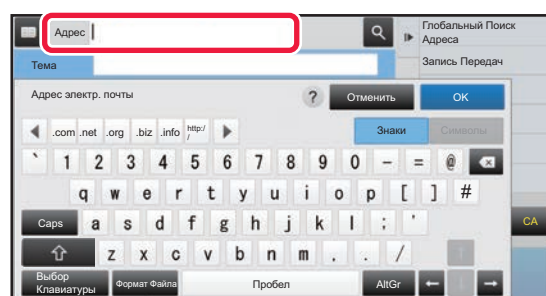 Адрес
Глобальный Поиск
Адреса
Тема
Запись Передач
Адрес электр. почты
?
Отменить
OK
.com .net .org .biz .info http:/
/
Знаки
Символы
` 1 2 3 4 5 6 7 8 9 0 - = @
q w e r t y u i o p [ ] #
Caps a s d f g h j k l ; '
CA
z x c v b n m , . /
Выбор
Клавиатуры
Формат Файла
Пробел
AltGr